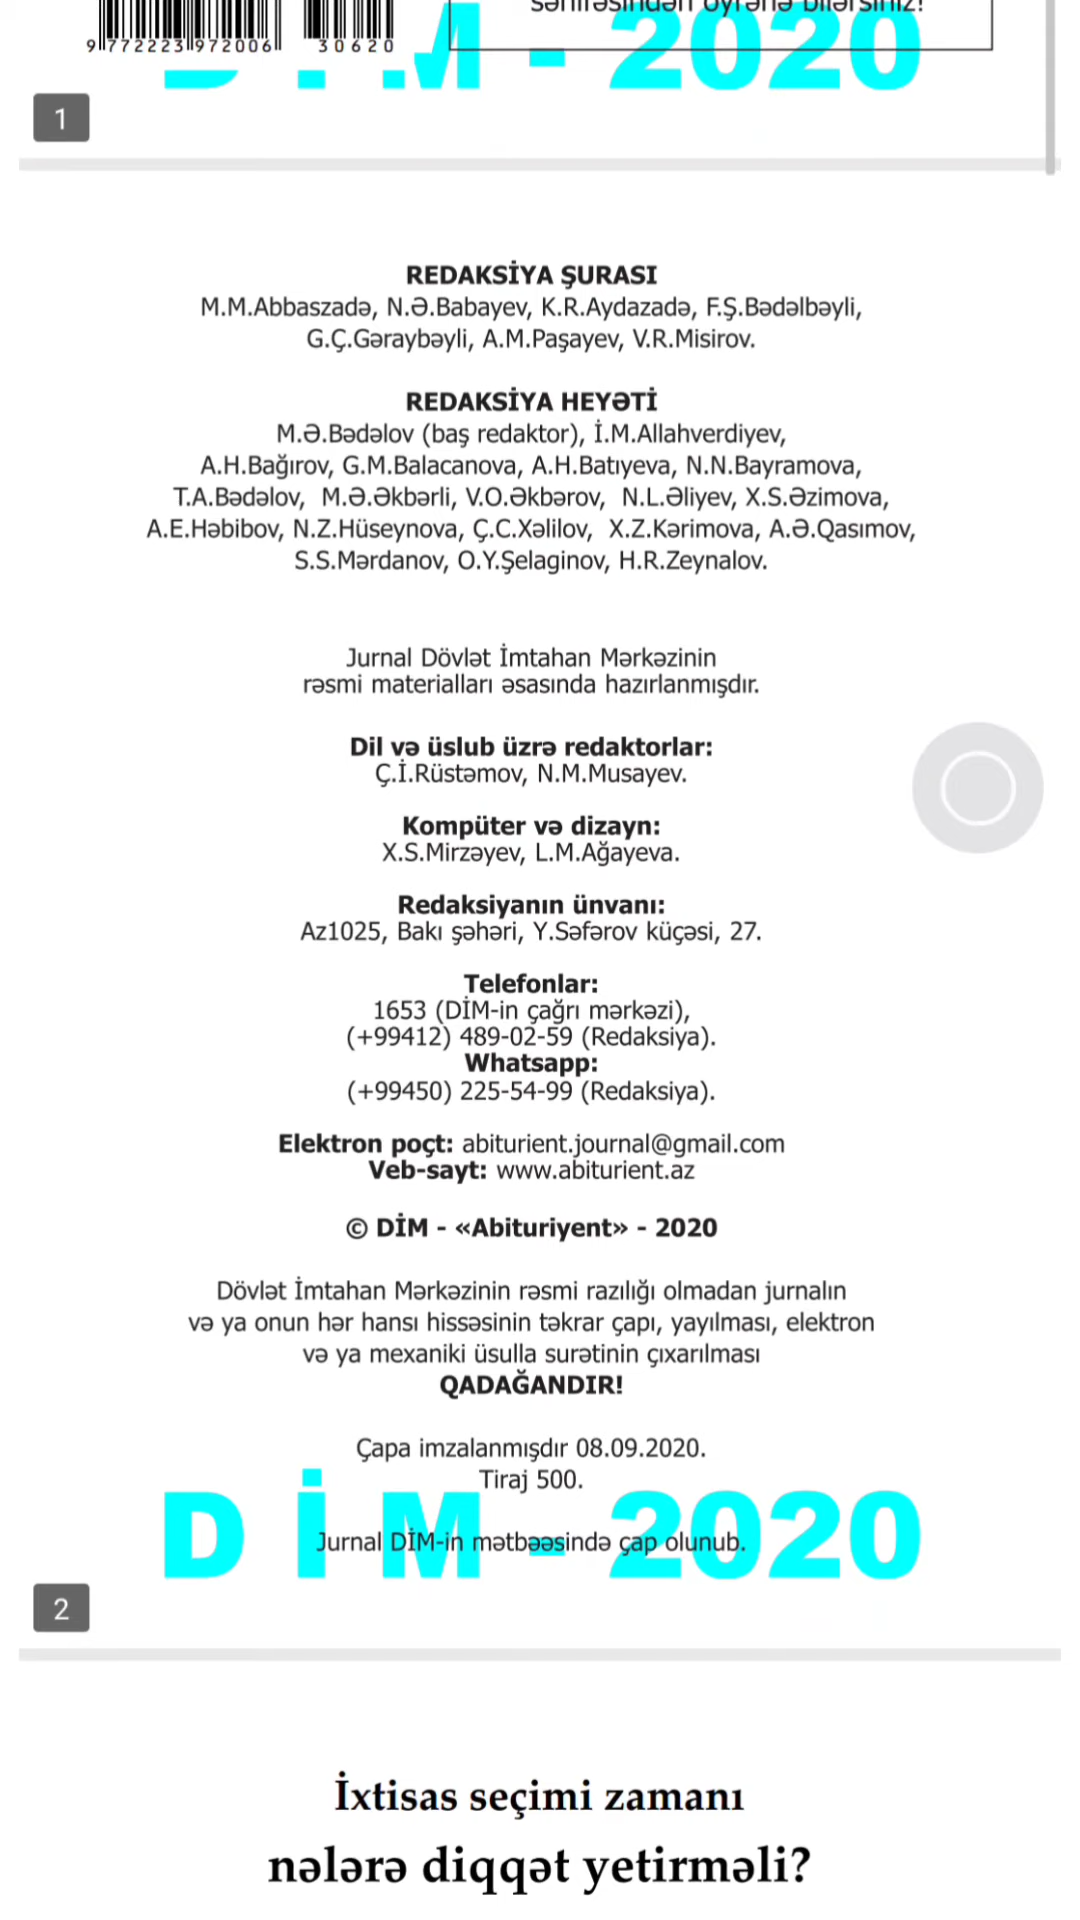 9 772223 972006
30620
DİM - 2020
1
REDAKSİYA ŞURASI
M.M.Abbaszadə, N.Ə.Babayev, K.R.Aydazadə, F.Ş.Bədəlbəyli,
G.Ç.Gəraybəyli, A.M.Paşayev, V.R.Misirov.
REDAKSİYA HEYƏTİ
M.Ə.Bədəlov (baş redaktor), İ.M.Allahverdiyev,
A.H.Bağırov, G.M.Balacanova, A.H.Batıyeva, N.N.Bayramova,
T.A.Bədəlov, M.Ə.Əkbərli, V.O.Əkbərov, N.L.Əliyev, X.S.Əzimova,
A.E.Həbibov, N.Z.Hüseynova, Ç.C.Xəlilov, X.Z.Kərimova, A.Ə.Qasımov,
S.S.Mərdanov, O.Y.Şelaginov, H.R.Zeynalov.
Jurnal Dövlət İmtahan Mərkəzinin
rəsmi materialları əsasında hazırlanmışdır.
Dil və üslub üzrə redaktorlar:
Ç.İ.Rüstəmov, N.M.Musayev.
Kompüter və dizayn:
X.S.Mirzəyev, L.M.Ağayeva.
Redaksiyanın ünvanı:
Az1025, Bakı şəhəri, Y.Səfərov küçəsi, 27.
Telefonlar:
1653 (DİM-in çağrı mərkəzi),
(+99412) 489-02-59 (Redaksiya).
Whatsapp:
(+99450) 225-54-99 (Redaksiya).
Elektron poçt: abiturient.journal@gmail.com
Veb-sayt: www.abiturient.az
© DİM - «Abituriyent» - 2020
Dövlət İmtahan Mərkəzinin rəsmi razılığı olmadan jurnalın
və ya onun hər hansı hissəsinin təkrar çapı, yayılması, elektron
və ya mexaniki üsulla surətinin çıxarılması
QADAĞANDIR!
Çapa imzalanmışdır 08.09.2020.
Tiraj 500.
Jurnal DİM-in mətbəəsində çap olunub.
DİM - 2020
2
İxtisas seçimi zamanı
nələrə diqqət yetirməli?